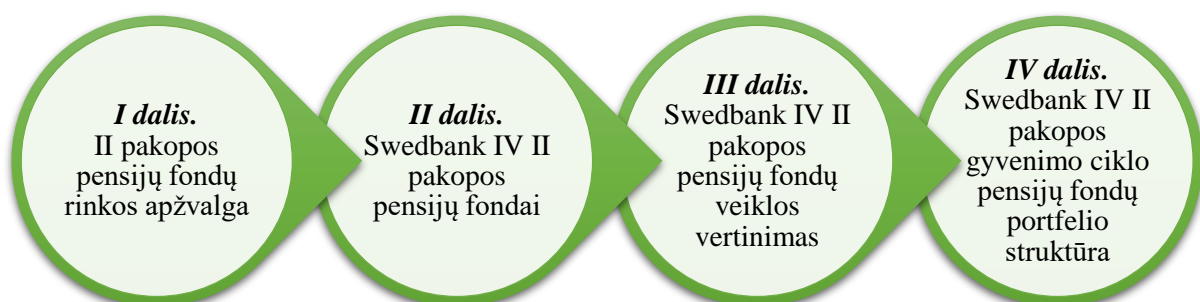 I dalis.
II pakopos
pensijų fondų
rinkos apžvalga
II dalis.
Swedbank IV II
pakopos
pensijų fondai
III dalis.
Swedbank IV II
pakopos
pensijų fondų
veiklos
vertinimas
IV dalis.
Swedbank IV II
pakopos
gyvenimo ciklo
pensijų fondų
portfelio
struktūra